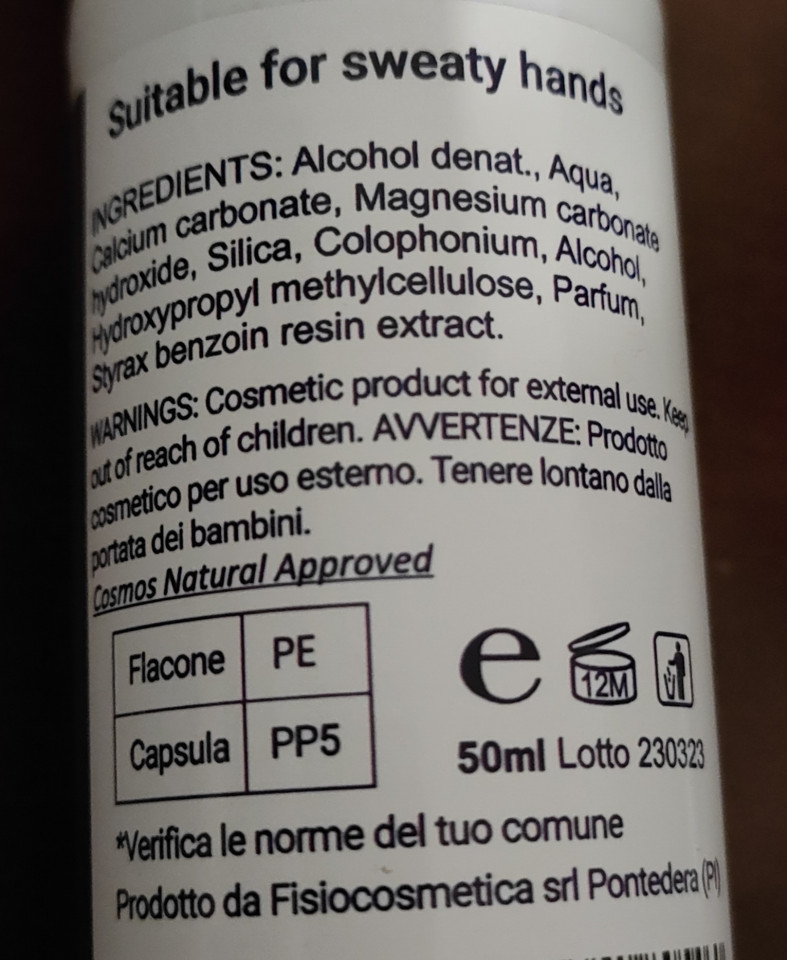 Suitable for sweaty hands
INGREDIENTS: Alcohol denat., Aqua,
Calcium carbonate, Magnesium carbonate
hydroxide, Silica, Colophonium, Alcohol,
Hydroxypropyl methylcellulose, Parfum,
Styrax benzoin resin extract.
WARNINGS: Cosmetic product for external use. Keep
out of reach of children. AVVERTENZE: Prodotto
cosmetico per uso esterno. Tenere lontano dalla
portata dei bambini.
Cosmos Natural Approved
Flacone PE
Capsula PP5
e 12M
50ml Lotto 230323
*Verifica le norme del tuo comune
Prodotto da Fisiocosmetica srl Pontedera (PI)